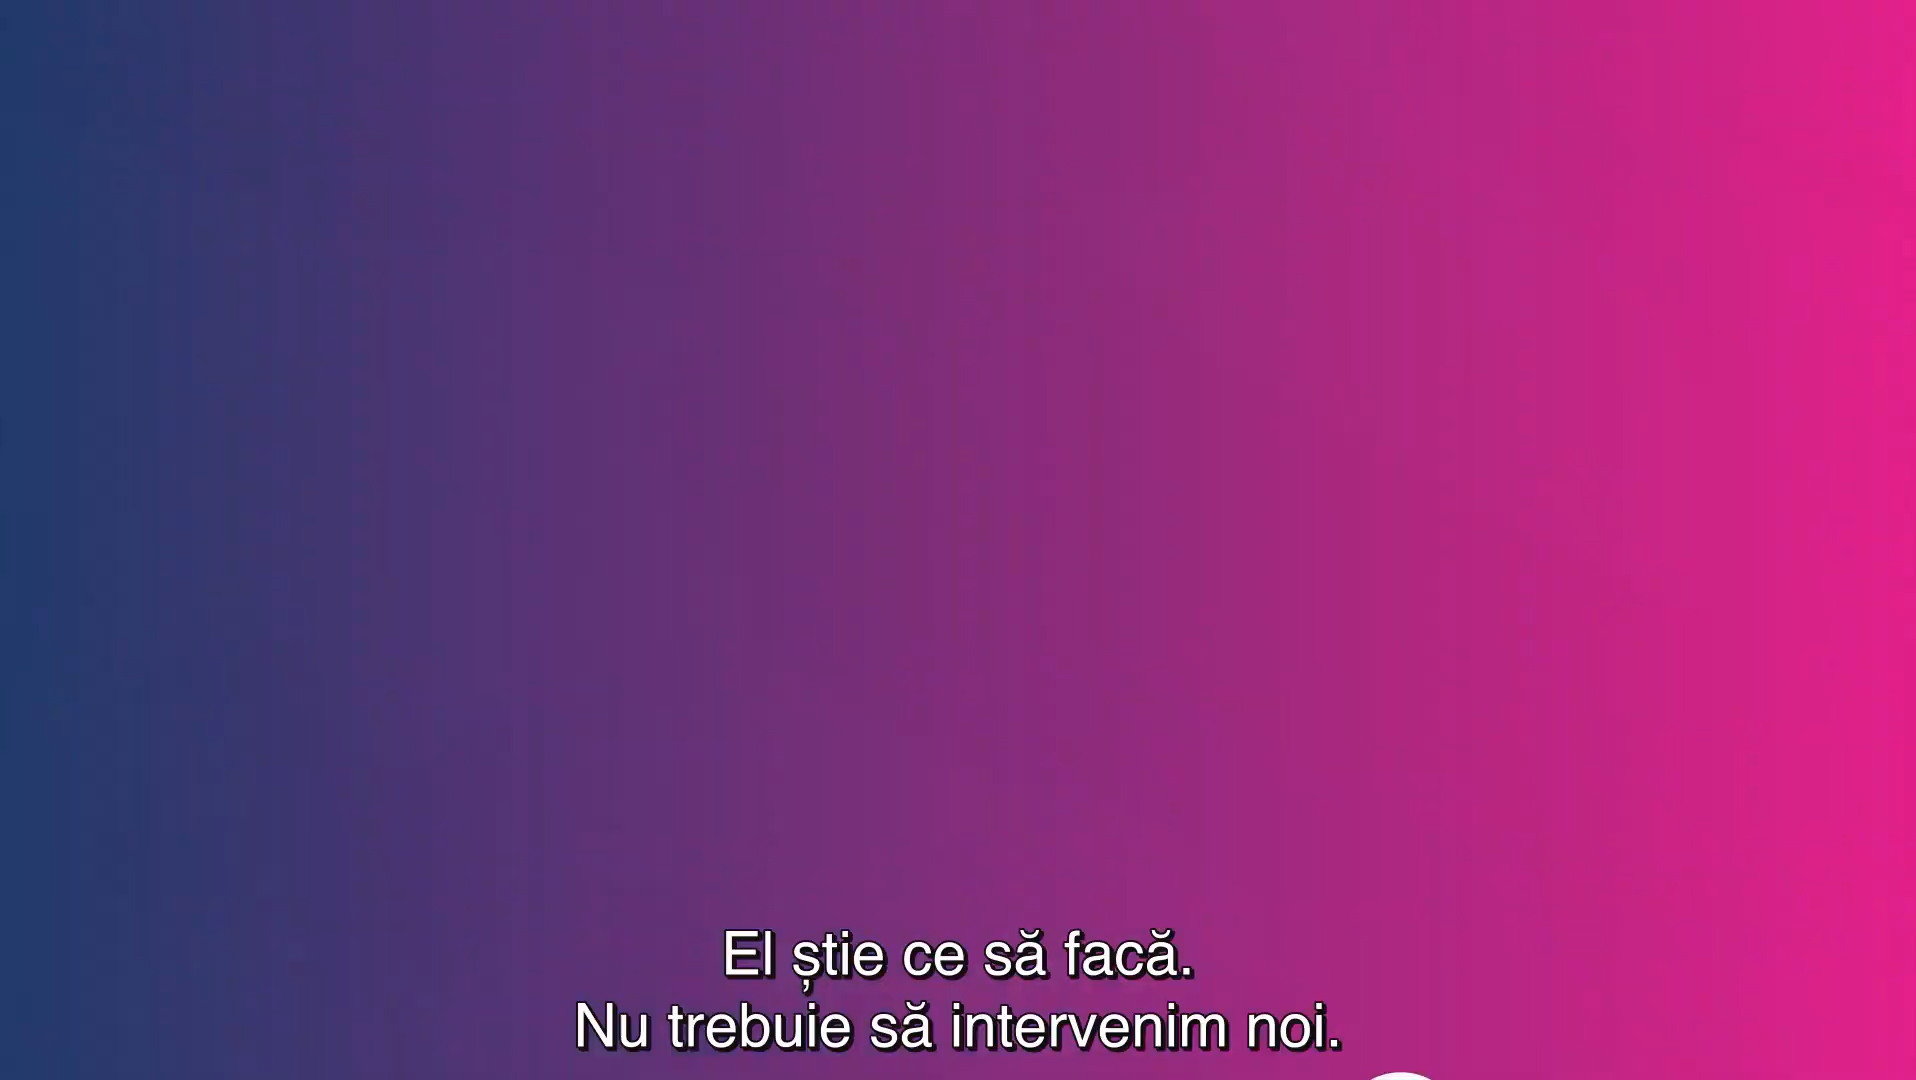 El știe ce să facă.
Nu trebuie să intervenim noi.